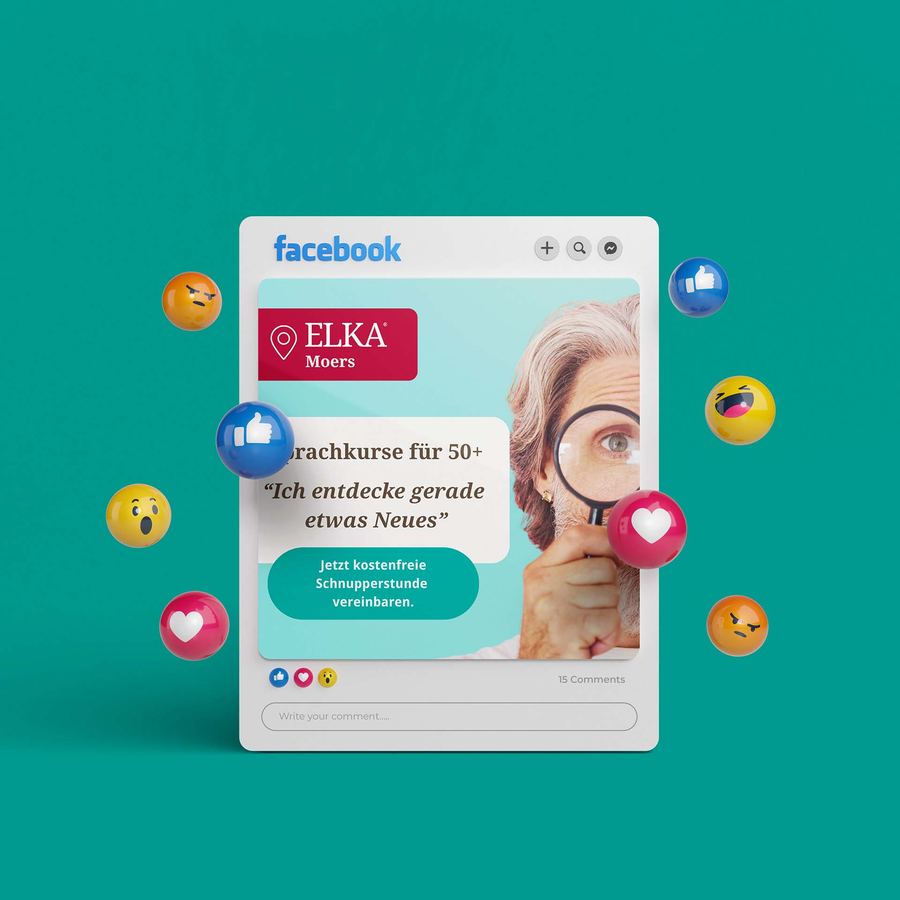 facebook
ELKA®
Moers
prachkurse für 50+
“Ich entdecke gerade
etwas Neues”
Jetzt kostenfreie
Schnupperstunde
vereinbaren.
15 Comments
Write your comment.....